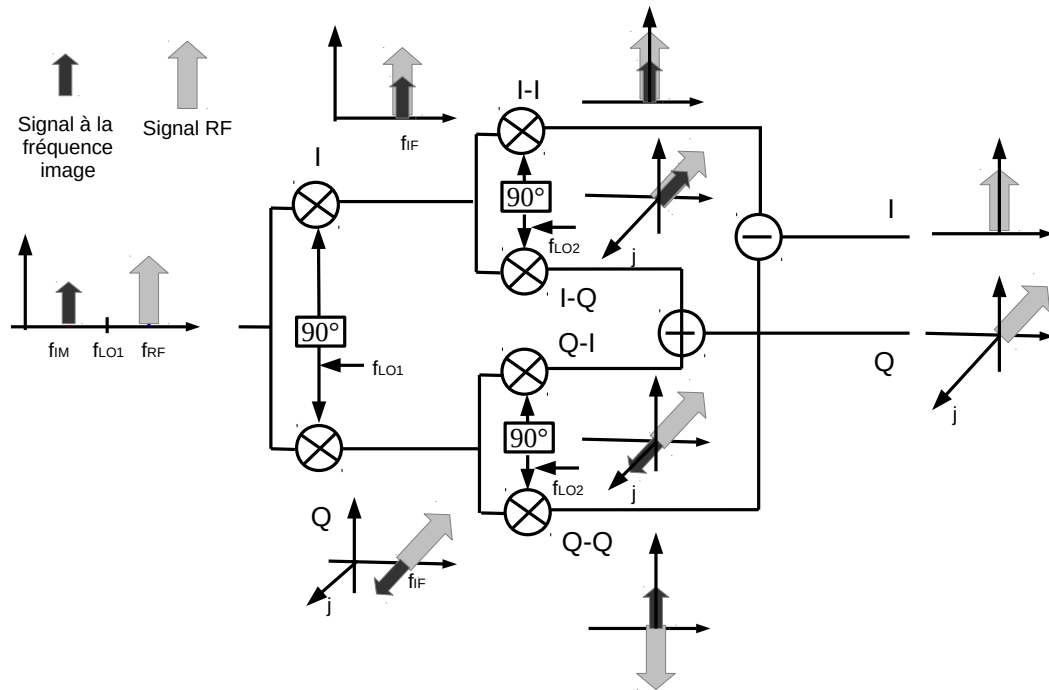 Signal à la
fréquence
image
Signal RF
fIF
I-I
I
90°
fLO2
j
I-Q
I
fIM
fLO1
fRF
90°
fLO1
Q-I
Q
j
90°
fLO2
j
Q-Q
Q
fIF
j